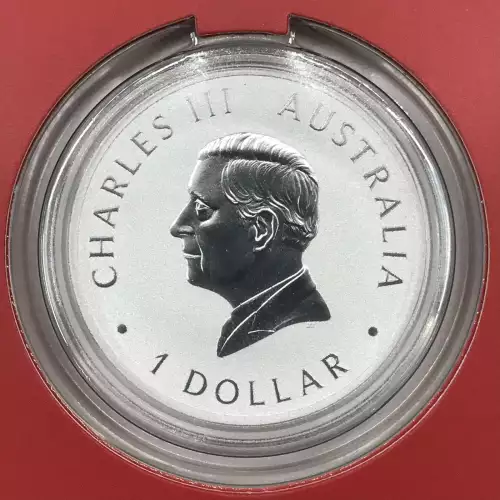 CHARLES III AUSTRALIA
• 1 DOLLAR •